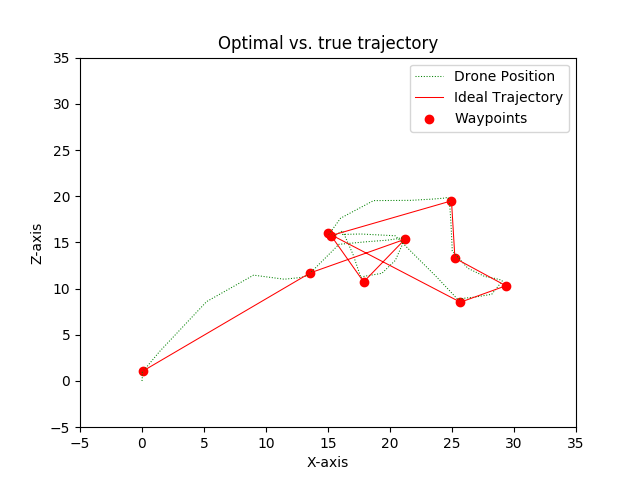 Optimal vs. true trajectory
Drone Position
Ideal Trajectory
Waypoints
Z-axis
35
30
25
20
15
10
5
0
−5
−5 0 5 10 15 20 25 30 35
X-axis